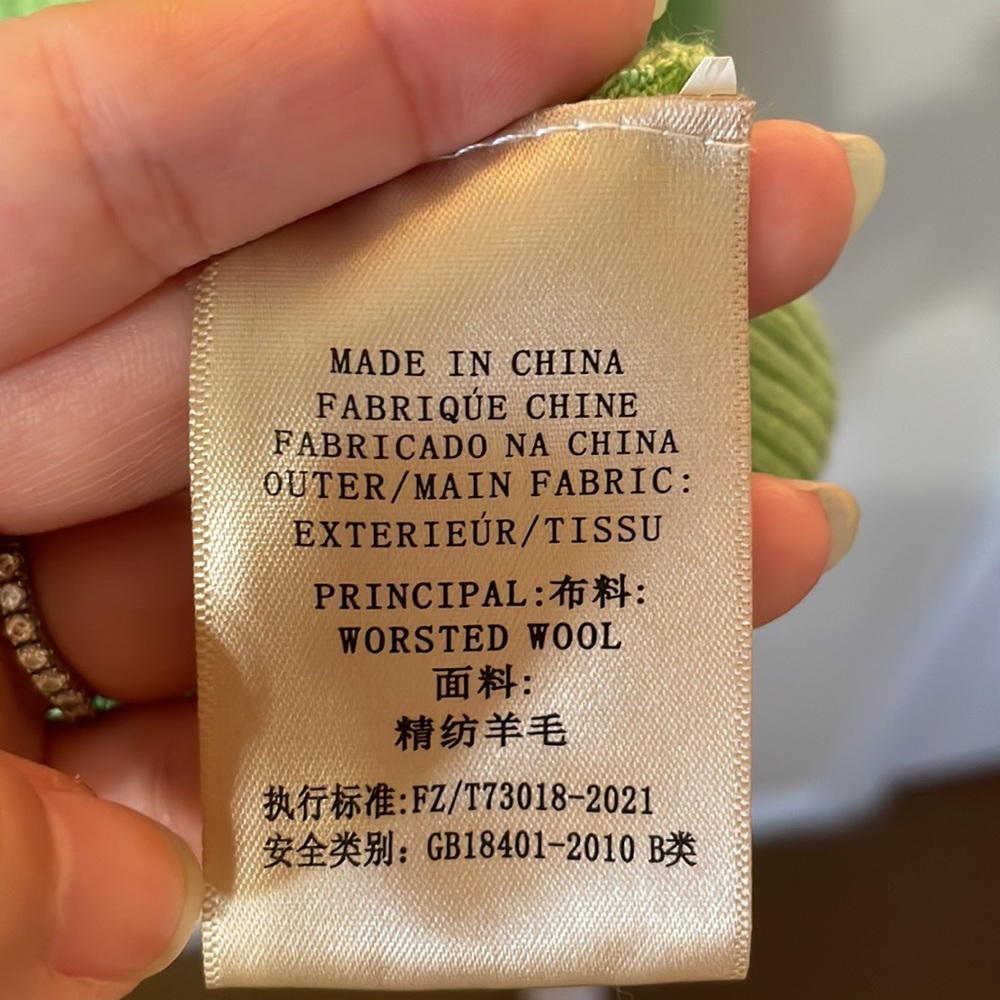 MADE IN CHINA
FABRIQÚE CHINE
FABRICADO NA CHINA
OUTER/MAIN FABRIC:
EXTERIEÚR/TISSU
PRINCIPAL:布料:
WORSTED WOOL
面料:
精纺羊毛
执行标准:FZ/T73018-2021
安全类别: GB18401-2010 B类